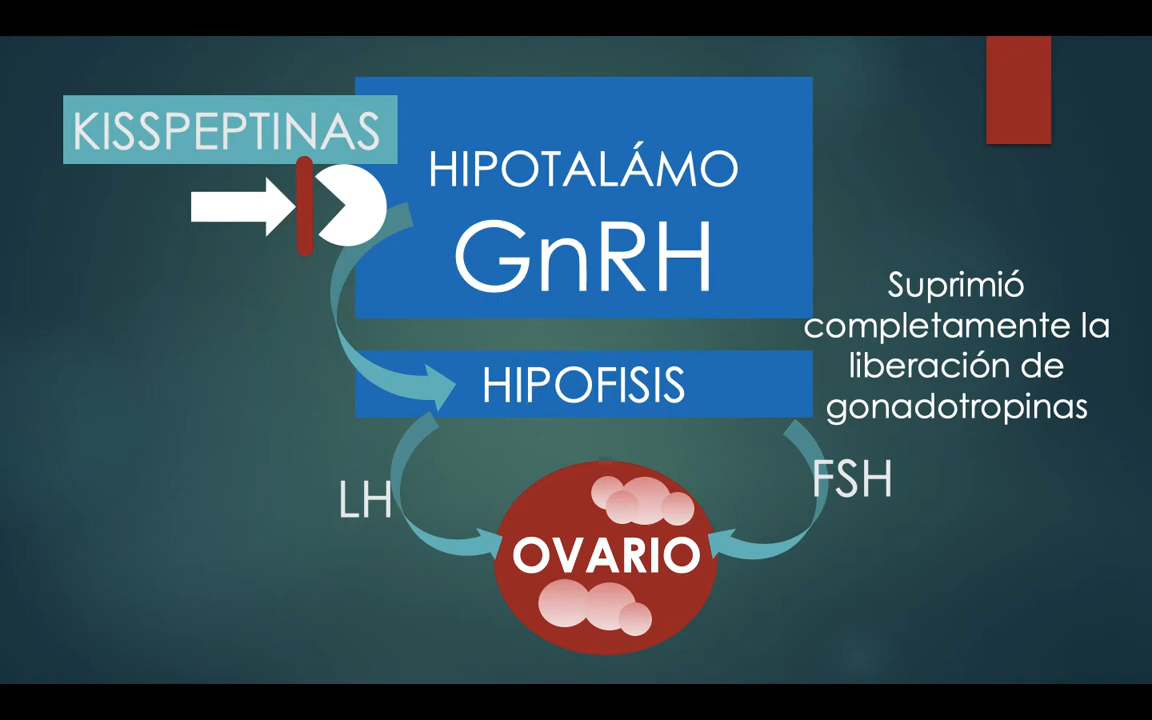 KISSPEPTINAS
HIPOTALÁMO
GnRH
Suprimió
completamente la
liberación de
gonadotropinas
HIPOFISIS
LH
FSH
OVARIO